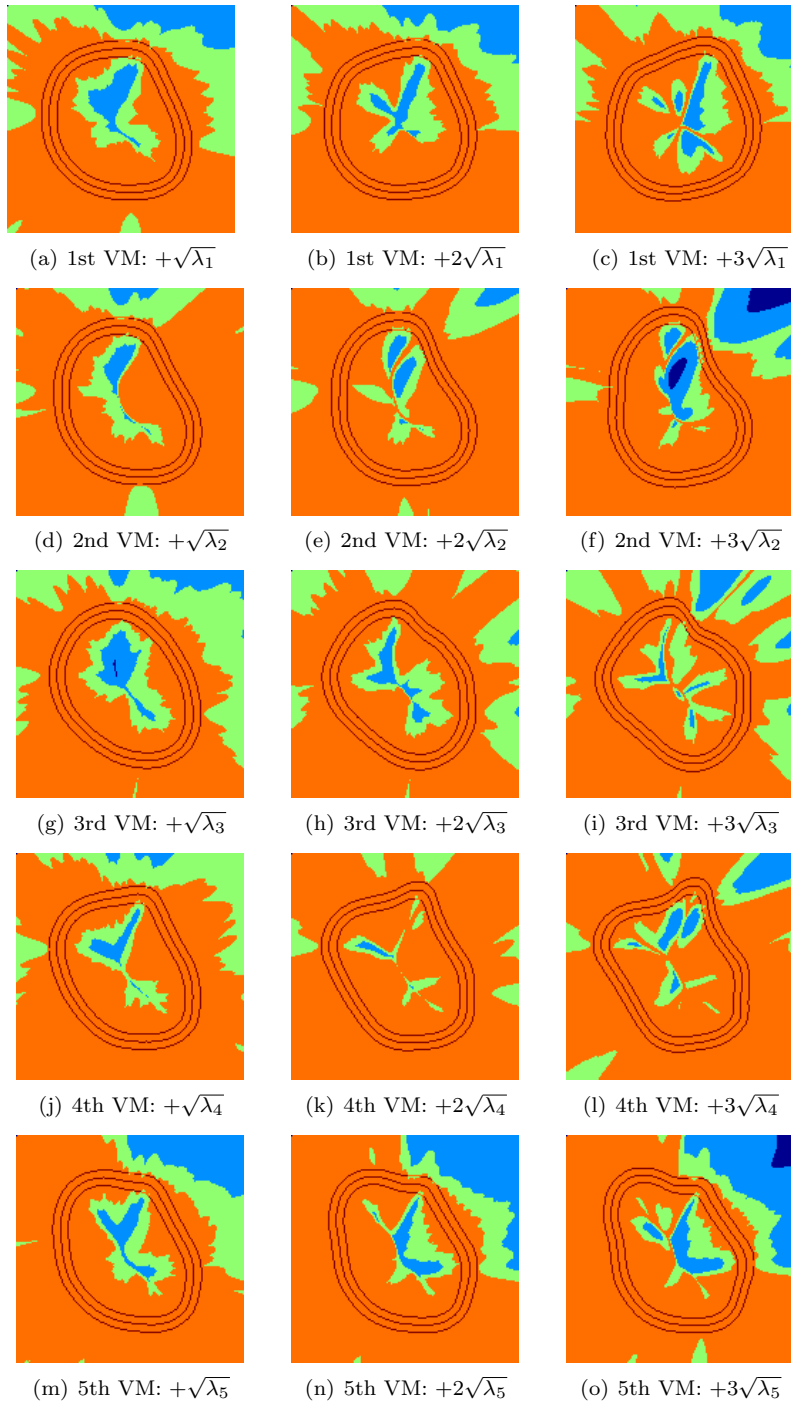 (a) 1st VM: +√λ₁ (b) 1st VM: +2√λ₁ (c) 1st VM: +3√λ₁
(d) 2nd VM: +√λ₂ (e) 2nd VM: +2√λ₂ (f) 2nd VM: +3√λ₂
(g) 3rd VM: +√λ₃ (h) 3rd VM: +2√λ₃ (i) 3rd VM: +3√λ₃
(j) 4th VM: +√λ₄ (k) 4th VM: +2√λ₄ (l) 4th VM: +3√λ₄
(m) 5th VM: +√λ₅ (n) 5th VM: +2√λ₅ (o) 5th VM: +3√λ₅